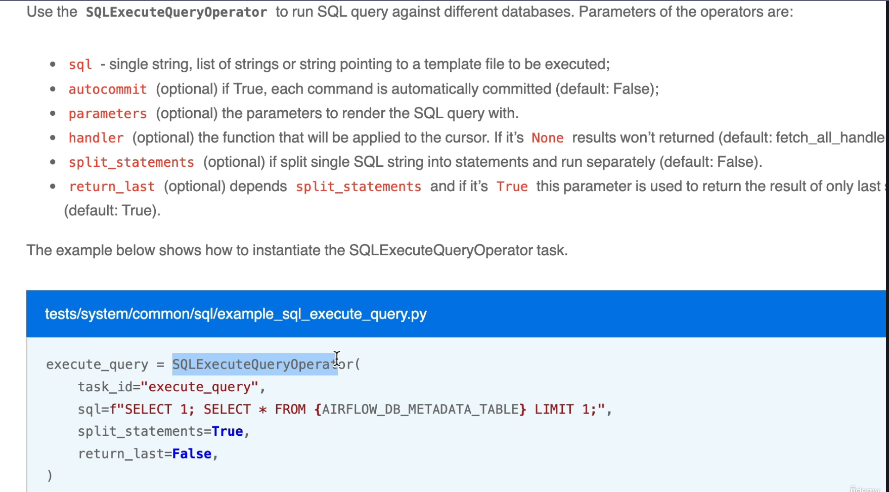 Use the SQLExecuteQueryOperator to run SQL query against different databases. Parameters of the operators are:
• sql - single string, list of strings or string pointing to a template file to be executed;
• autocommit (optional) if True, each command is automatically committed (default: False);
• parameters (optional) the parameters to render the SQL query with.
• handler (optional) the function that will be applied to the cursor. If it's None results won't returned (default: fetch_all_handle
• split_statements (optional) if split single SQL string into statements and run separately (default: False).
• return_last (optional) depends split_statements and if it's True this parameter is used to return the result of only last
(default: True).
The example below shows how to instantiate the SQLExecuteQueryOperator task.
tests/system/common/sql/example_sql_execute_query.py
execute_query = SQLExecuteQueryOperator(
task_id="execute_query",
sql=f"SELECT 1; SELECT * FROM {AIRFLOW_DB_METADATA_TABLE} LIMIT 1;",
split_statements=True,
return_last=False,
)